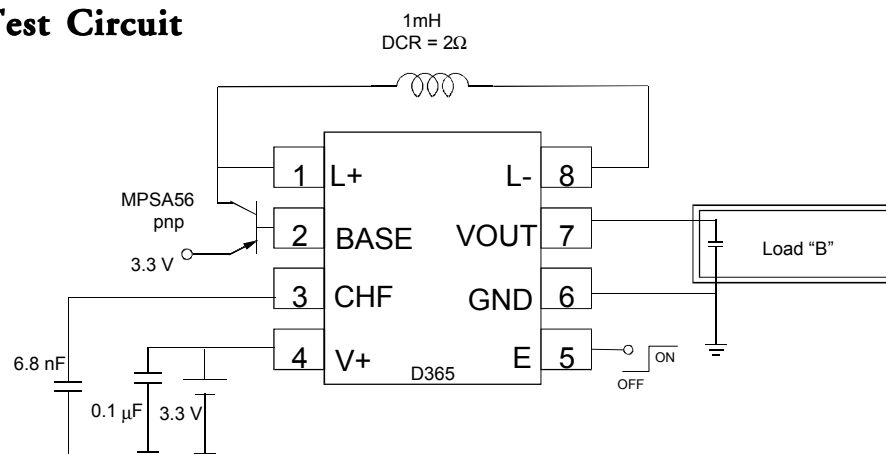 Test Circuit
1mH
DCR = 2Ω
1 L+
L- 8
MPSA56
pnp
2 BASE
VOUT 7
Load “B”
3.3 V
3 CHF
GND 6
6.8 nF
4 V+
E 5
ON
OFF
D365
0.1 μF
3.3 V